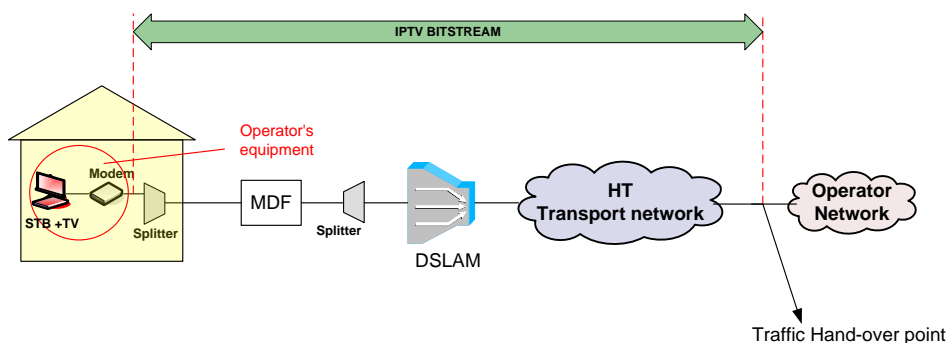 IPTV BITSTREAM
Operator's
equipment
Modem
STB +TV
Splitter
MDF
Splitter
DSLAM
HT
Transport network
Operator
Network
Traffic Hand-over point